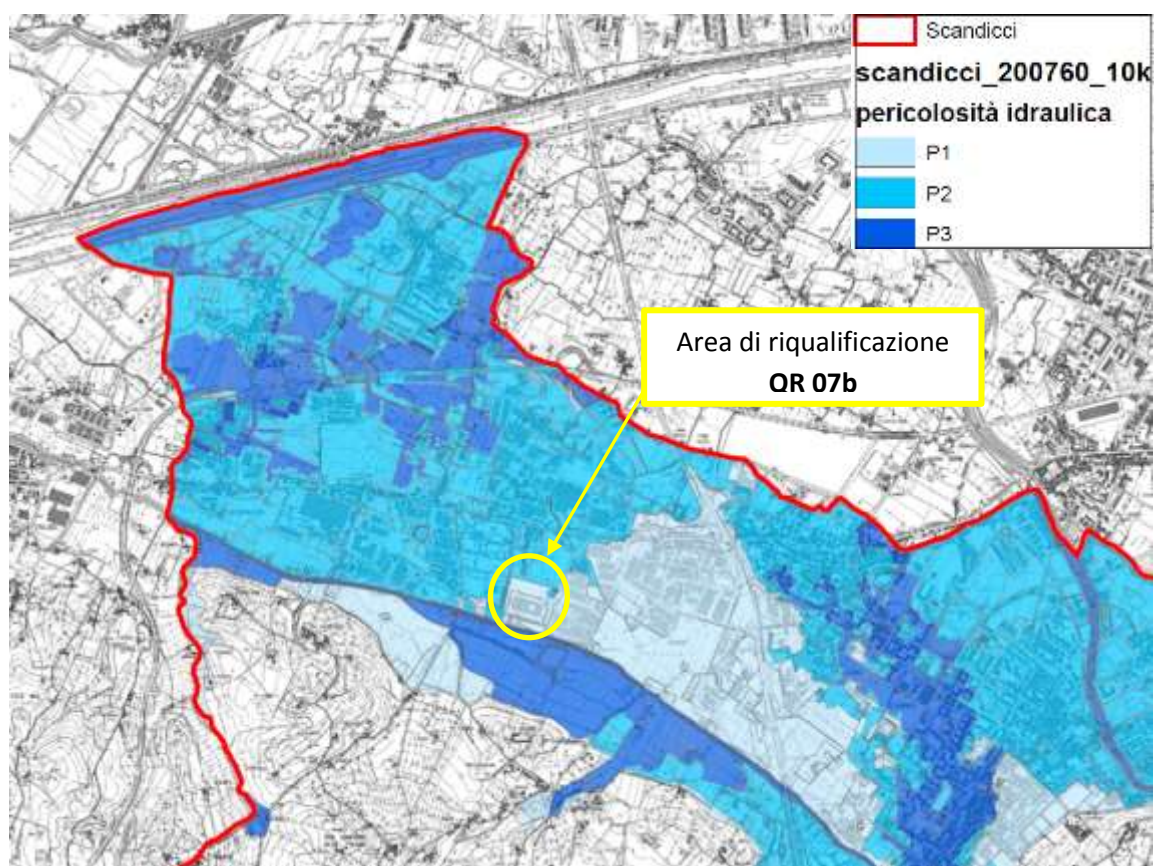 Scandicci
scandicci_200760_10k
pericolosità idraulica
P1
P2
P3
Area di riqualificazione
QR 07b